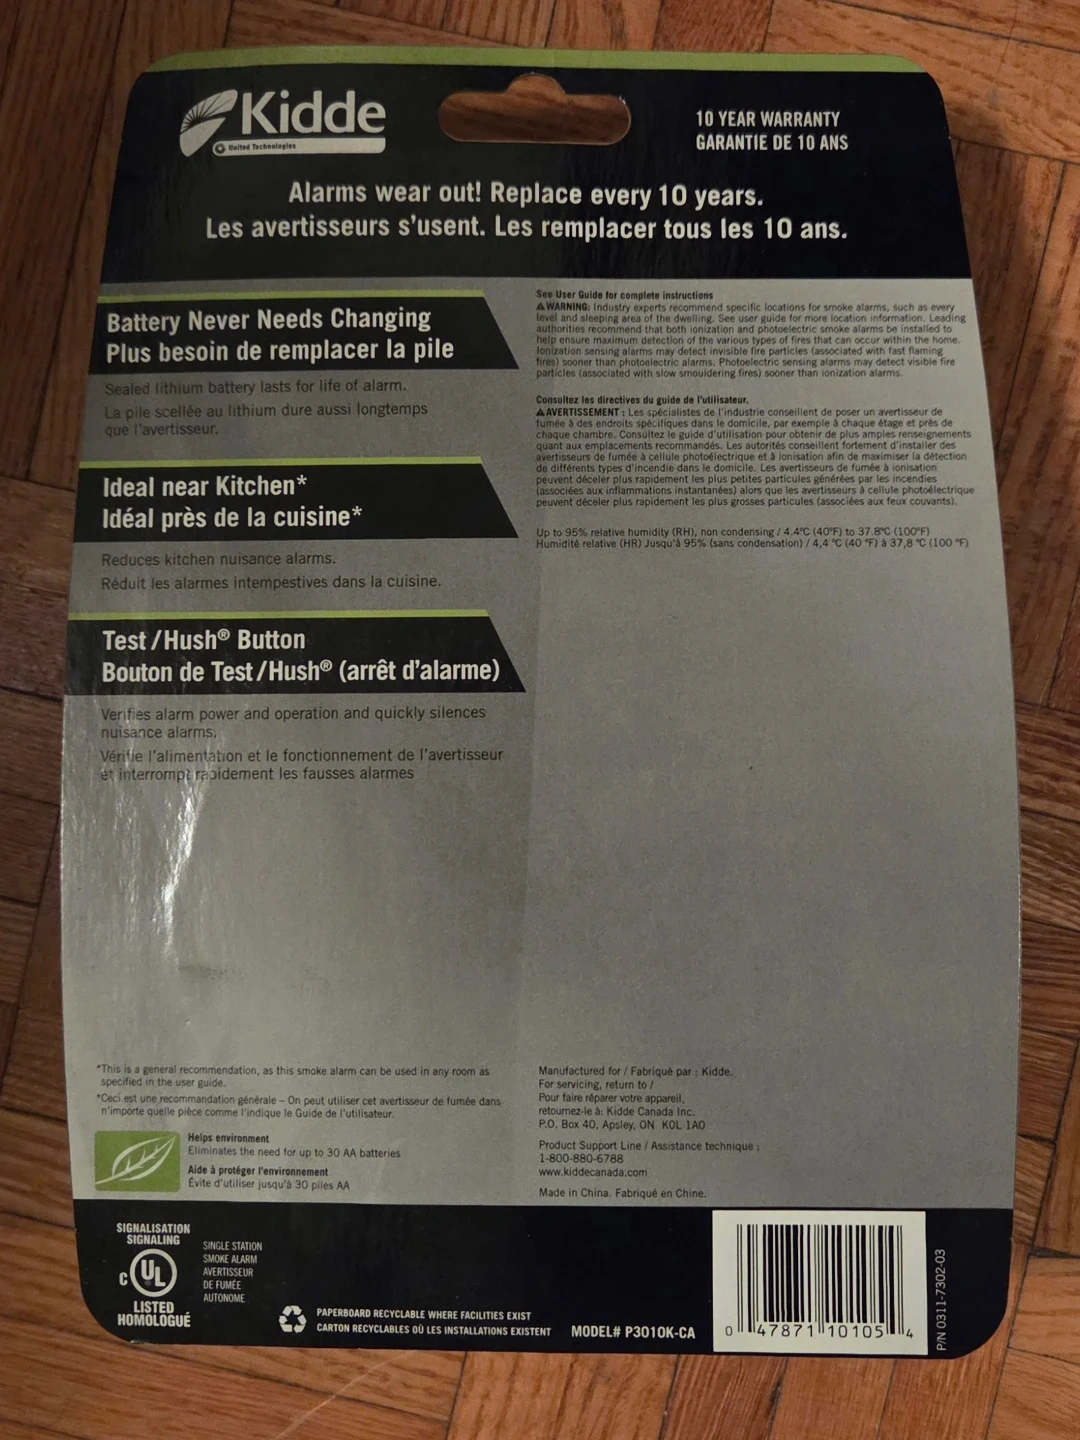 Kidde
United Technologies
10 YEAR WARRANTY
GARANTIE DE 10 ANS
Alarms wear out! Replace every 10 years.
Les avertisseurs s'usent. Les remplacer tous les 10 ans.
Battery Never Needs Changing
Plus besoin de remplacer la pile
Sealed lithium battery lasts for life of alarm.
La pile scellée au lithium dure aussi longtemps
que l'avertisseur.
Ideal near Kitchen*
Idéal près de la cuisine*
Reduces kitchen nuisance alarms.
Réduit les alarmes intempestives dans la cuisine.
Test/Hush® Button
Bouton de Test/Hush® (arrêt d'alarme)
Verifies alarm power and operation and quickly silences
nuisance alarms.
Vérifie l'alimentation et le fonctionnement de l'avertisseur
et interrompt rapidement les fausses alarmes
See User Guide for complete instructions
⚠WARNING: Industry experts recommend specific locations for smoke alarms, such as every
level and sleeping area of the dwelling. See user guide for more location information. Leading
authorities recommend that both ionization and photoelectric smoke alarms be installed to
help ensure maximum detection of the various types of fires that can occur within the home.
Ionization sensing alarms may detect invisible fire particles (associated with fast flaming
fires) sooner than photoelectric alarms. Photoelectric sensing alarms may detect visible fire
particles (associated with slow smouldering fires) sooner than ionization alarms.
Consultez les directives du guide de l'utilisateur.
⚠AVERTISSEMENT : Les spécialistes de l'industrie conseillent de poser un avertisseur de
fumée à des endroits spécifiques dans le domicile, par exemple à chaque étage et près de
chaque chambre. Consultez le guide d'utilisation pour obtenir de plus amples renseignements
quant aux emplacements recommandés. Les autorités conseillent fortement d'installer des
avertisseurs de fumée à cellule photoélectrique et à ionisation afin de maximiser la détection
de différents types d'incendie dans le domicile. Les avertisseurs de fumée à ionisation
peuvent déceler plus rapidement les plus petites particules générées par les incendies
(associées aux inflammations instantanées) alors que les avertisseurs à cellule photoélectrique
peuvent déceler plus rapidement les plus grosses particules (associées aux feux couvants).
Up to 95% relative humidity (RH), non condensing / 4.4°C (40°F) to 37.8°C (100°F)
Humidité relative (HR) Jusqu'à 95% (sans condensation) / 4,4 °C (40 °F) à 37,8 °C (100 °F)
*This is a general recommendation, as this smoke alarm can be used in any room as
specified in the user guide.
*Ceci est une recommandation générale – On peut utiliser cet avertisseur de fumée dans
n'importe quelle pièce comme l'indique le Guide de l'utilisateur.
Helps environment
Eliminates the need for up to 30 AA batteries
Aide à protéger l'environnement
Évite d'utiliser jusqu'à 30 piles AA
Manufactured for / Fabriqué par : Kidde.
For servicing, return to /
Pour faire réparer votre appareil,
retournez-le à: Kidde Canada Inc.
P.O. Box 40, Apsley, ON K0L 1A0
Product Support Line / Assistance technique :
1-800-880-6788
www.kiddecanada.com
Made in China. Fabriqué en Chine.
SIGNALISATION
SIGNALING
C UL
LISTED
HOMOLOGUÉ
SINGLE STATION
SMOKE ALARM
AVERTISSEUR
DE FUMÉE
AUTONOME
PAPERBOARD RECYCLABLE WHERE FACILITIES EXIST
CARTON RECYCLABLES OÙ LES INSTALLATIONS EXISTENT
MODEL# P3010K-CA
0 47871 10105 4
P/N 0311-7302-03